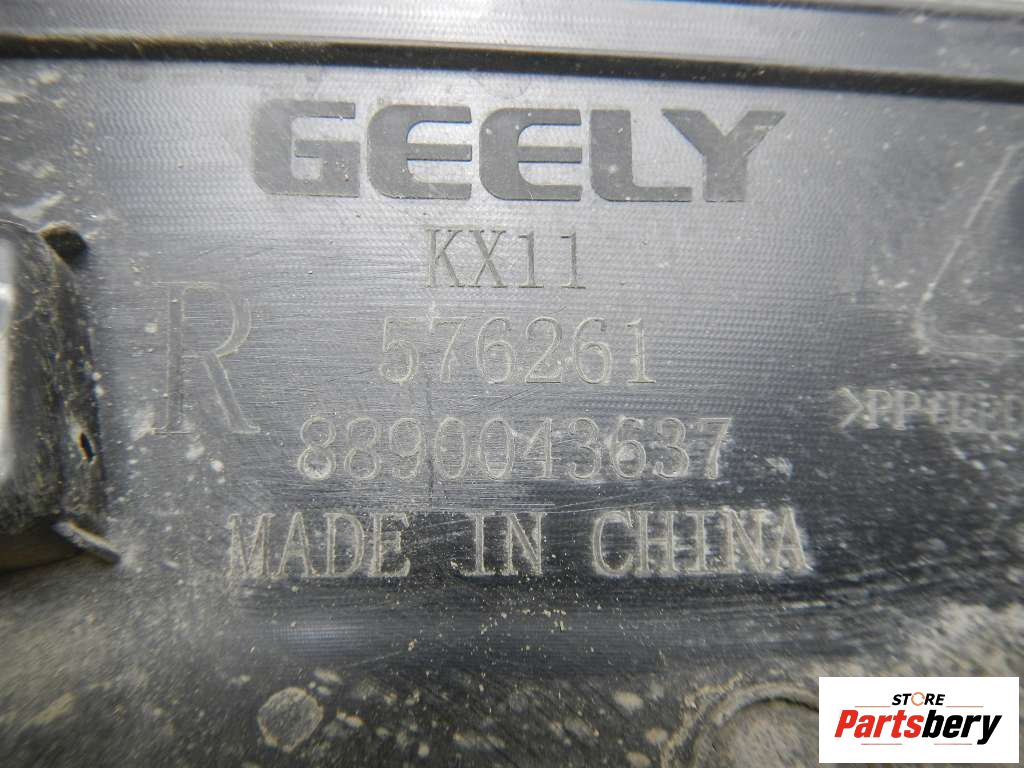 GEELY
KX11
R
576261
8890043637
MADE IN CHINA
STORE
Partsbery